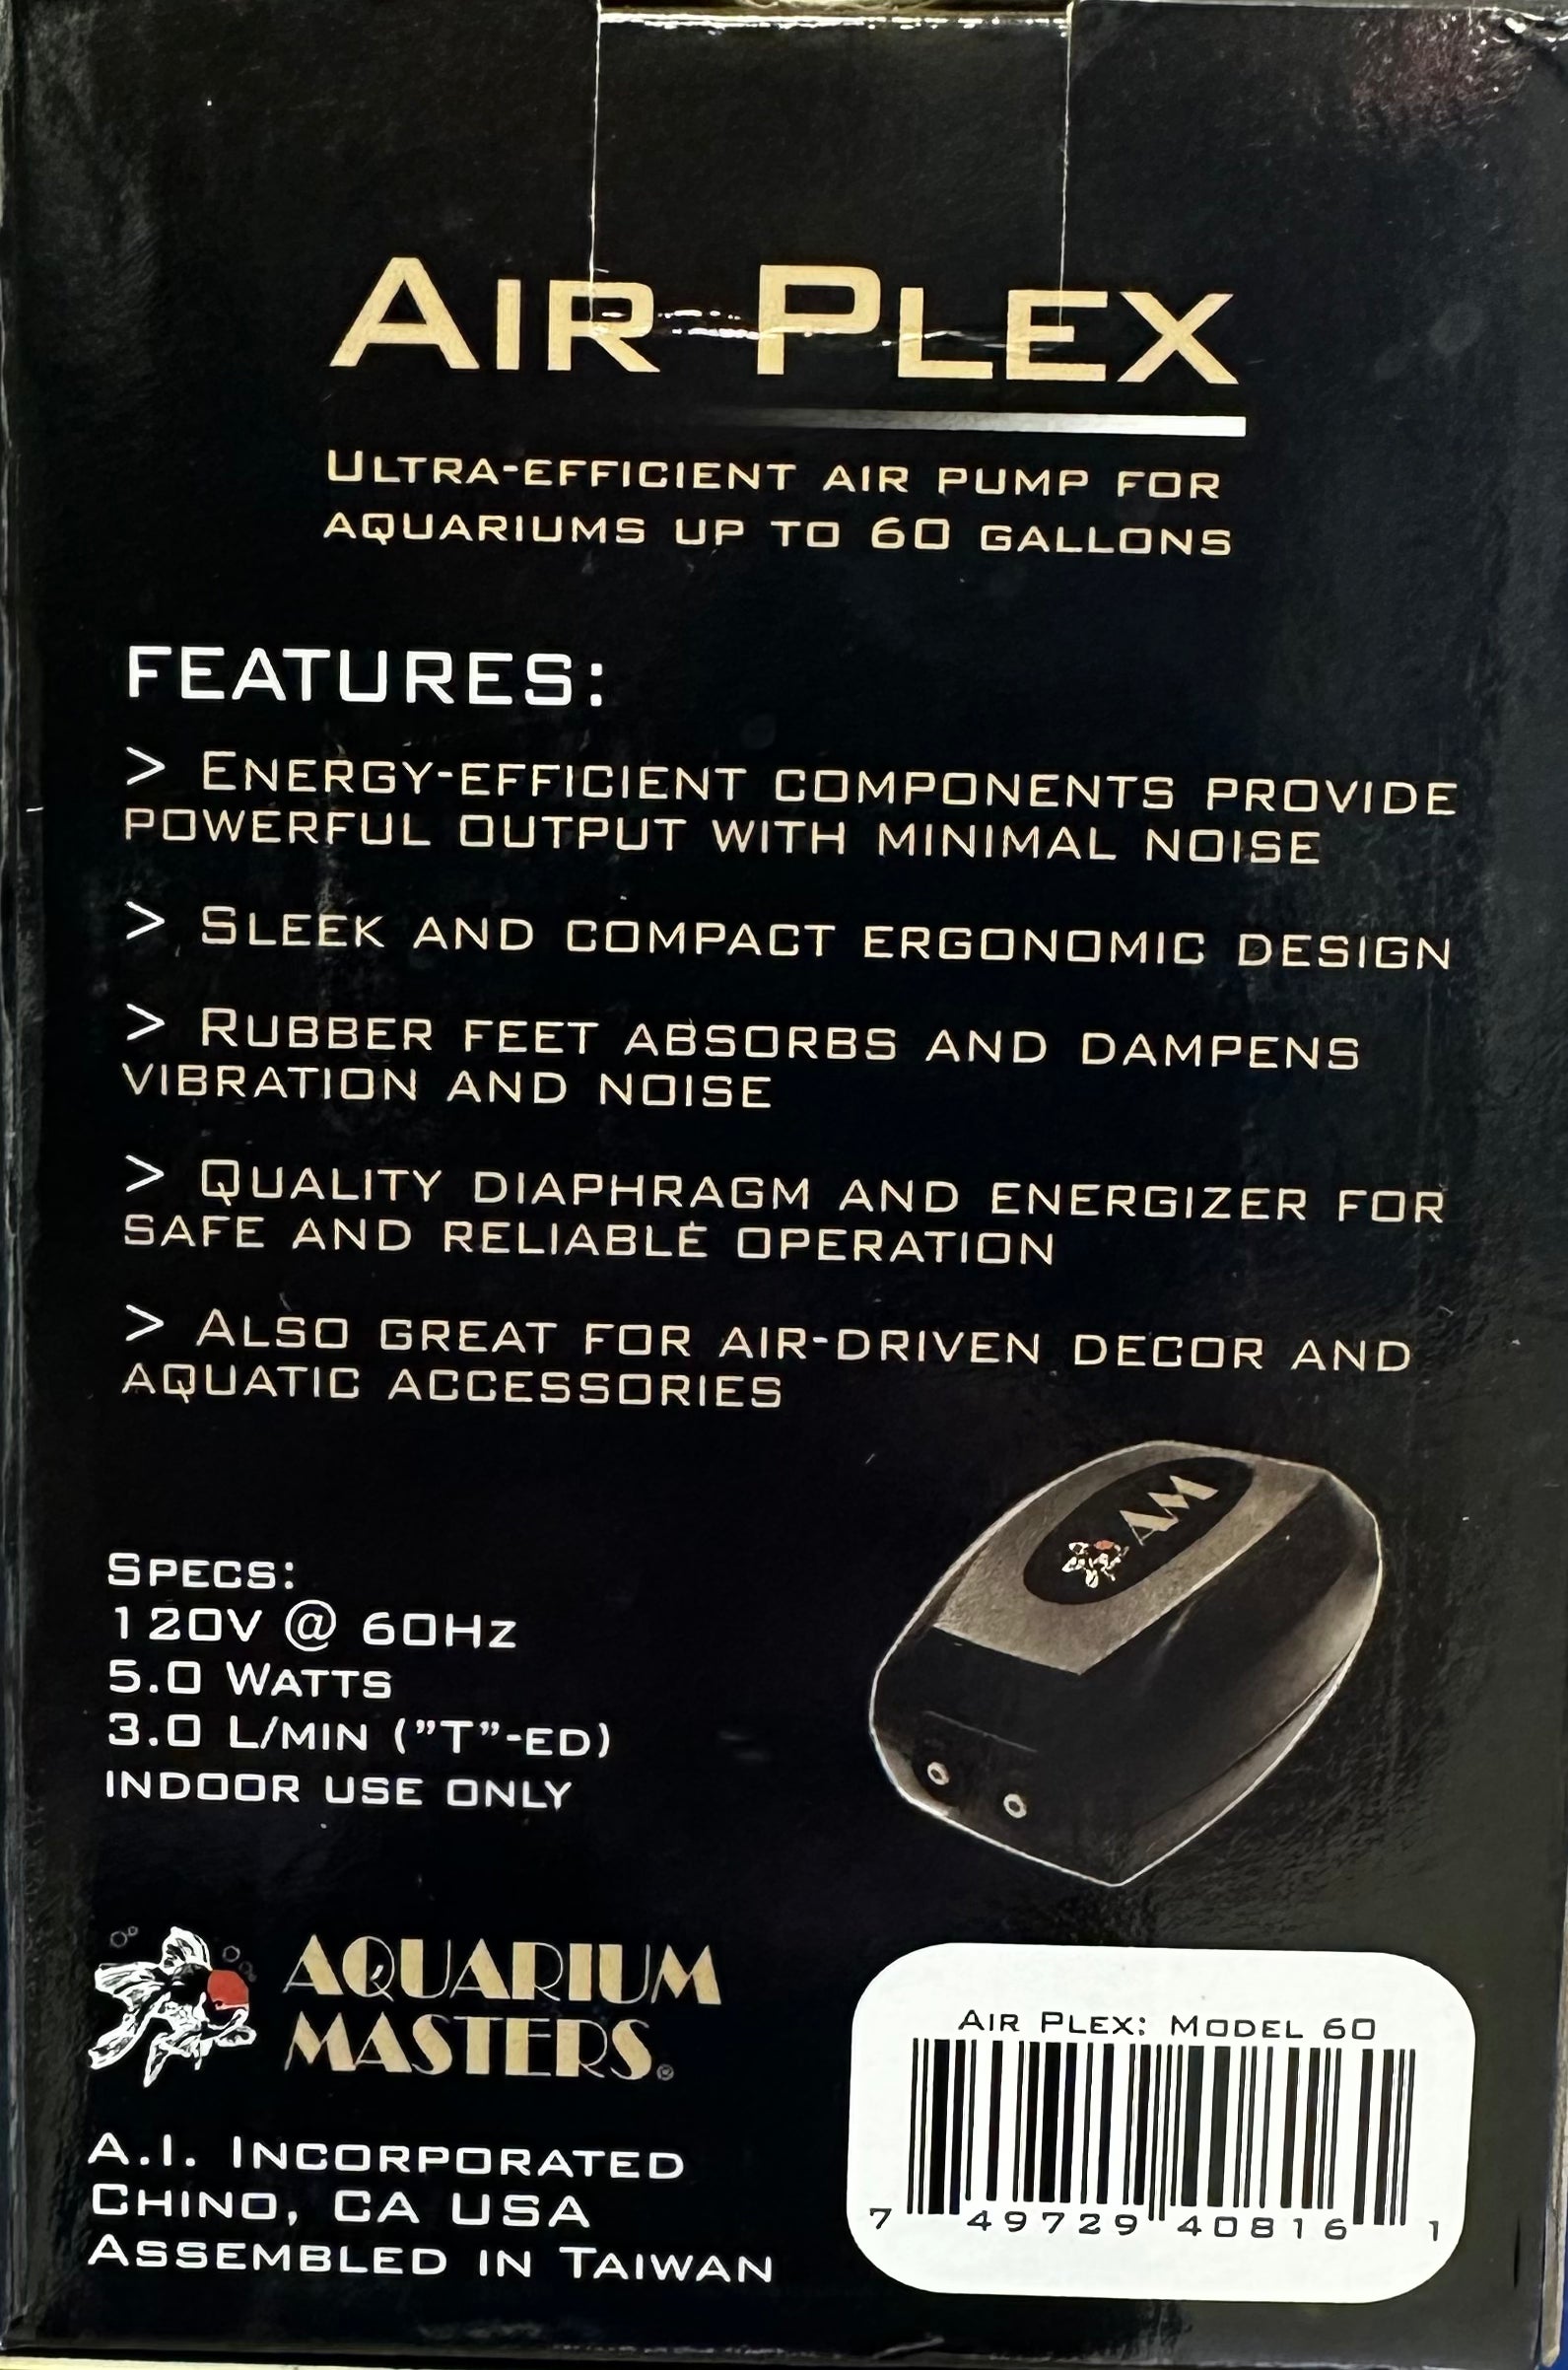 AIR PLEX
ULTRA-EFFICIENT AIR PUMP FOR
AQUARIUMS UP TO 60 GALLONS
FEATURES:
> ENERGY-EFFICIENT COMPONENTS PROVIDE
POWERFUL OUTPUT WITH MINIMAL NOISE
> SLEEK AND COMPACT ERGONOMIC DESIGN
> RUBBER FEET ABSORBS AND DAMPENS
VIBRATION AND NOISE
> QUALITY DIAPHRAGM AND ENERGIZER FOR
SAFE AND RELIABLE OPERATION
> ALSO GREAT FOR AIR-DRIVEN DECOR AND
AQUATIC ACCESSORIES
AM
SPECS:
120V @ 60HZ
5.0 WATTS
3.0 L/MIN (”T”-ED)
INDOOR USE ONLY
AQUARIUM
MASTERS®
A.I. INCORPORATED
CHINO, CA USA
ASSEMBLED IN TAIWAN
AIR PLEX: MODEL 60
7 49729 40816 1